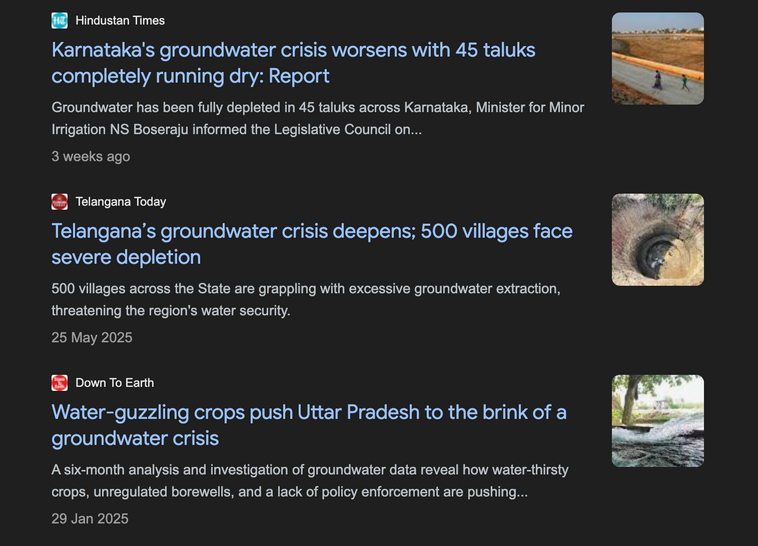 Hindustan Times
Karnataka's groundwater crisis worsens with 45 taluks
completely running dry: Report
Groundwater has been fully depleted in 45 taluks across Karnataka, Minister for Minor
Irrigation NS Boseraju informed the Legislative Council on...
3 weeks ago
Telangana Today
Telangana’s groundwater crisis deepens; 500 villages face
severe depletion
500 villages across the State are grappling with excessive groundwater extraction,
threatening the region's water security.
25 May 2025
Down To Earth
Water-guzzling crops push Uttar Pradesh to the brink of a
groundwater crisis
A six-month analysis and investigation of groundwater data reveal how water-thirsty
crops, unregulated borewells, and a lack of policy enforcement are pushing...
29 Jan 2025